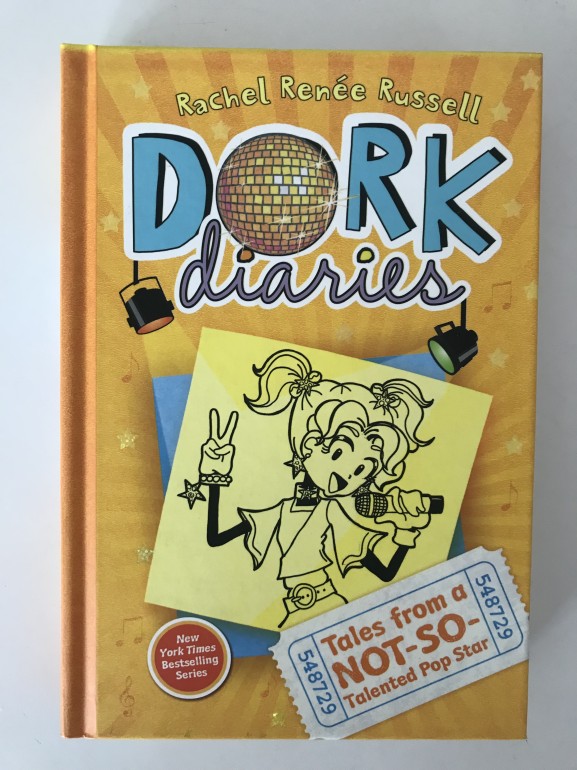 Rachel Renée Russell
DORK
diaries
Tales from a
NOT-SO-
Talented Pop Star
548729
548729
New
York Times
Bestselling
Series